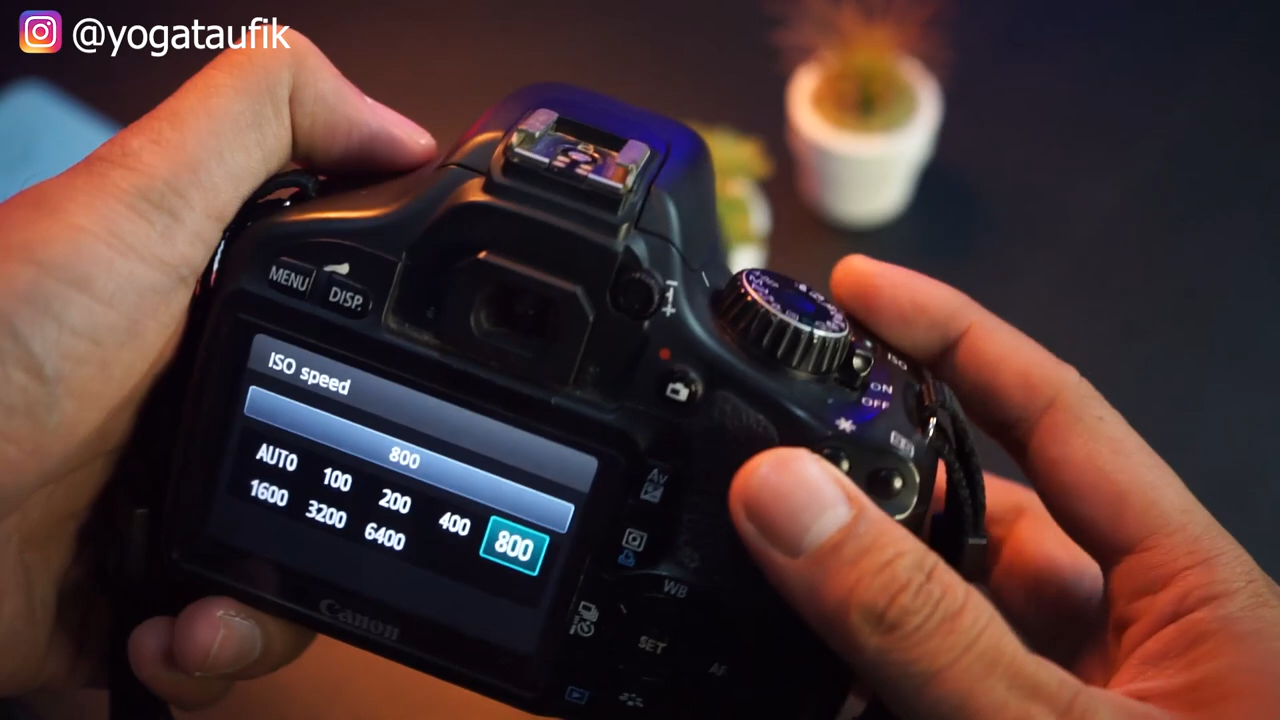 @yogataufik
MENU
DISP.
ISO speed
800
AUTO 100 200 400 800
1600 3200 6400
ISO
ON
OFF
Av
WB
SET
AF
Canon